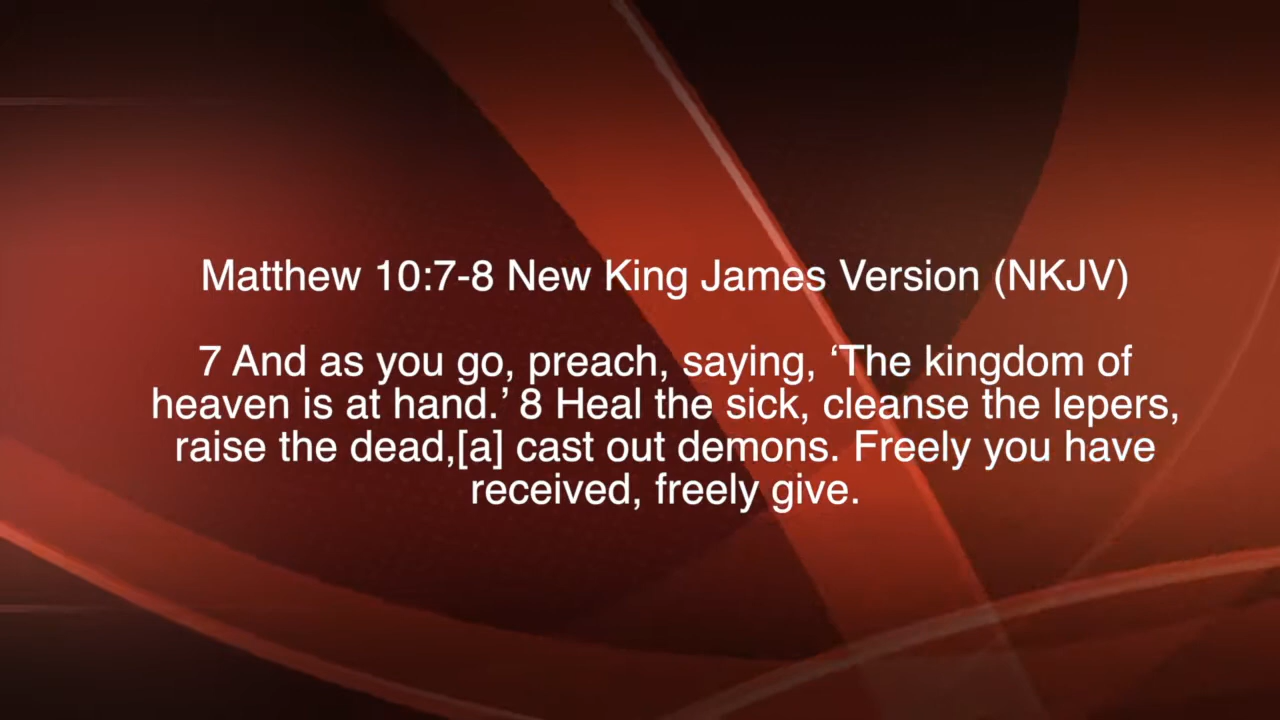 Matthew 10:7-8 New King James Version (NKJV)
7 And as you go, preach, saying, ‘The kingdom of
heaven is at hand.’ 8 Heal the sick, cleanse the lepers,
raise the dead,[a] cast out demons. Freely you have
received, freely give.